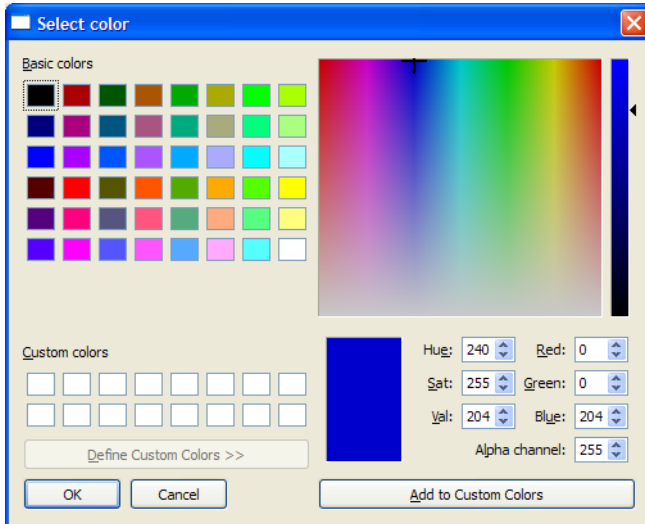 Select color
Basic colors
Custom colors
Define Custom Colors >>
OK Cancel
Hue: 240 Red: 0
Sat: 255 Green: 0
Val: 204 Blue: 204
Alpha channel: 255
Add to Custom Colors